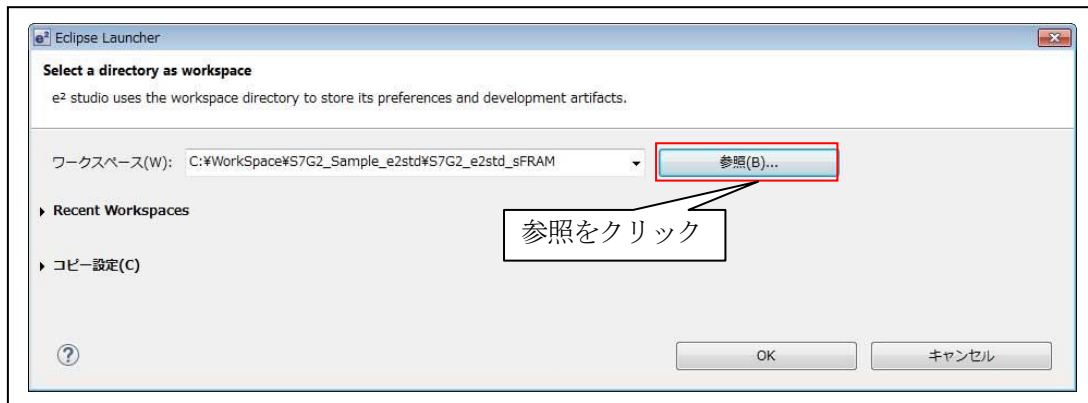 e² Eclipse Launcher
Select a directory as workspace
e² studio uses the workspace directory to store its preferences and development artifacts.
ワークスペース(W): C:¥WorkSpace¥S7G2_Sample_e2std¥S7G2_e2std_sFRAM 参照(B)...
Recent Workspaces
参照をクリック
コピー設定(C)
? OK キャンセル